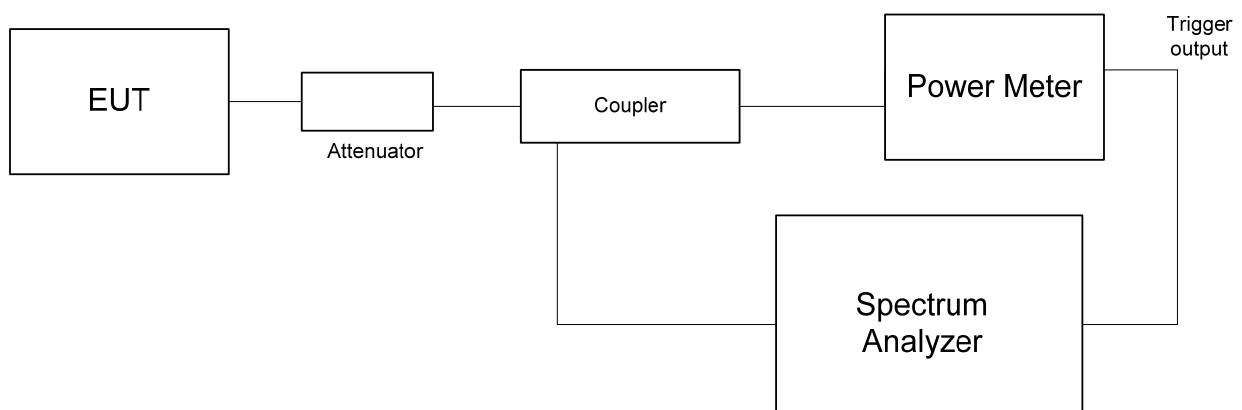 EUT
Attenuator
Coupler
Power Meter
Trigger
output
Spectrum
Analyzer